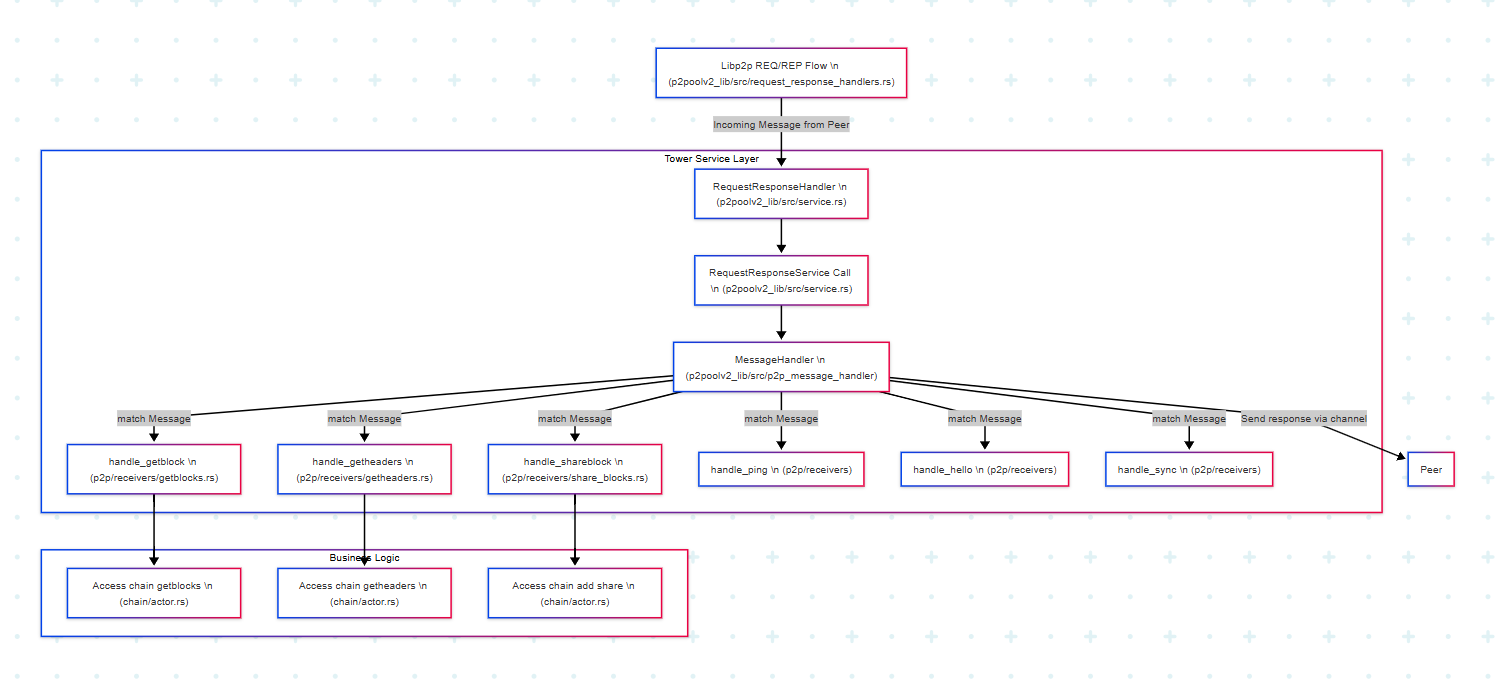 Libp2p REQ/REP Flow \n
(p2poolv2_lib/src/request_response_handlers.rs)
Incoming Message from Peer
Tower Service Layer
RequestResponseHandler \n
(p2poolv2_lib/src/service.rs)
RequestResponseService Call
\n (p2poolv2_lib/src/service.rs)
MessageHandler \n
(p2poolv2_lib/src/p2p_message_handler)
match Message
match Message
match Message
match Message
match Message
match Message
Send response via channel
handle_getblock \n
(p2p/receivers/getblocks.rs)
handle_getheaders \n
(p2p/receivers/getheaders.rs)
handle_shareblock \n
(p2p/receivers/share_blocks.rs)
handle_ping \n (p2p/receivers)
handle_hello \n (p2p/receivers)
handle_sync \n (p2p/receivers)
Peer
Business Logic
Access chain getblocks \n
(chain/actor.rs)
Access chain getheaders \n
(chain/actor.rs)
Access chain add share \n
(chain/actor.rs)